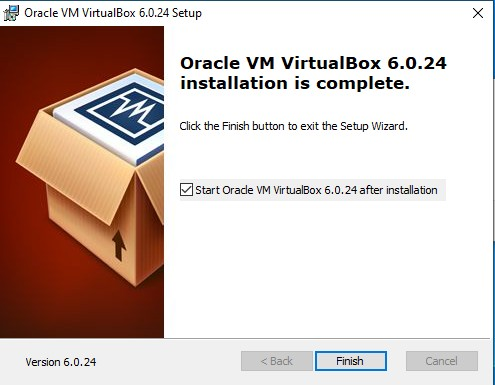 Oracle VM VirtualBox 6.0.24 Setup
Oracle VM VirtualBox 6.0.24
installation is complete.
Click the Finish button to exit the Setup Wizard.
Start Oracle VM VirtualBox 6.0.24 after installation
Version 6.0.24
< Back
Finish
Cancel